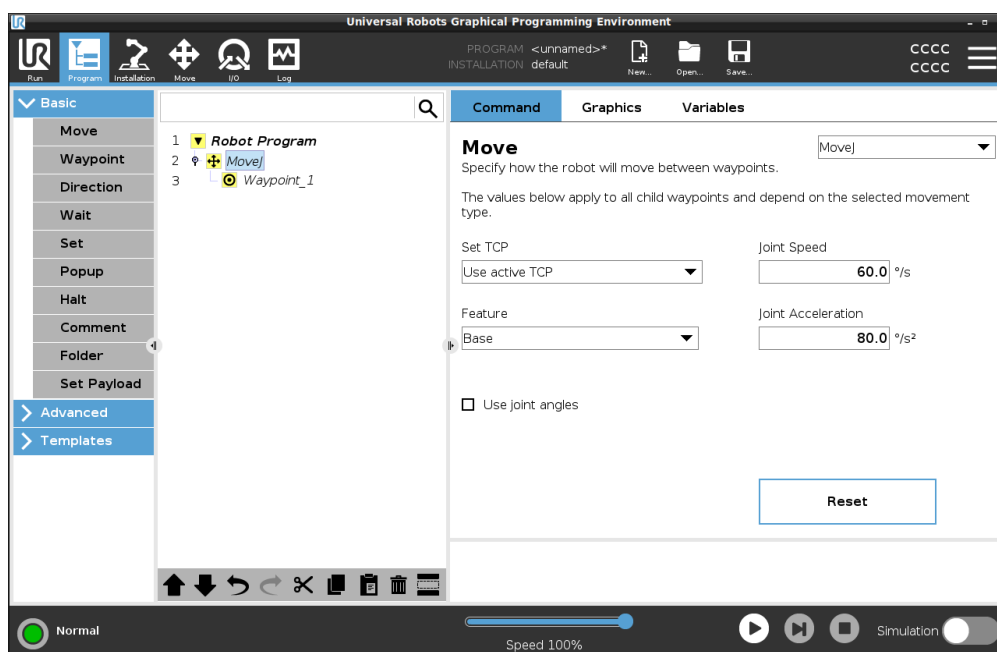 Universal Robots Graphical Programming Environment
Run
Program
Installation
Move
I/O
Log
PROGRAM <unnamed>*
INSTALLATION default
New...
Open...
Save...
CCCC
CCCC
Basic
Move
Waypoint
Direction
Wait
Set
Popup
Halt
Comment
Folder
Set Payload
Advanced
Templates
1 Robot Program
2 MoveJ
3 Waypoint_1
Command Graphics Variables
Move
MoveJ
Specify how the robot will move between waypoints.
The values below apply to all child waypoints and depend on the selected movement
type.
Set TCP
Use active TCP
Joint Speed
60.0 °/s
Feature
Base
Joint Acceleration
80.0 °/s²
Use joint angles
Reset
Normal
Speed 100%
Simulation